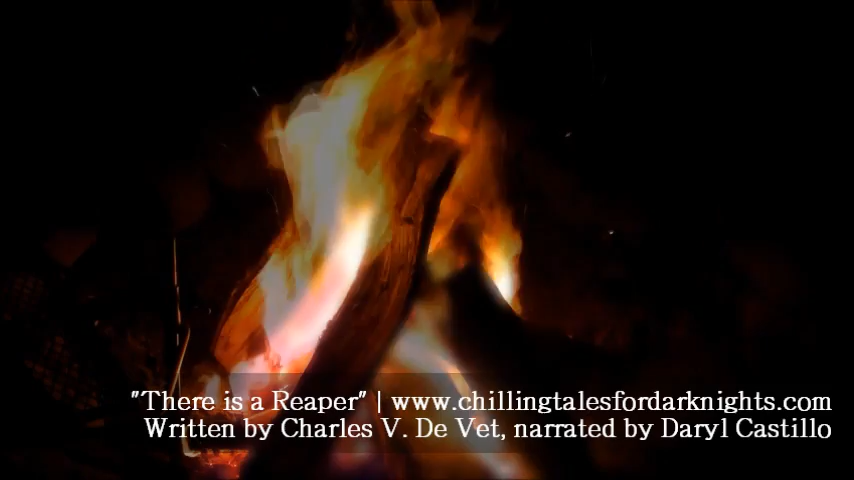 "There is a Reaper" | www.chillingtalesfordarknights.com
Written by Charles V. De Vet, narrated by Daryl Castillo